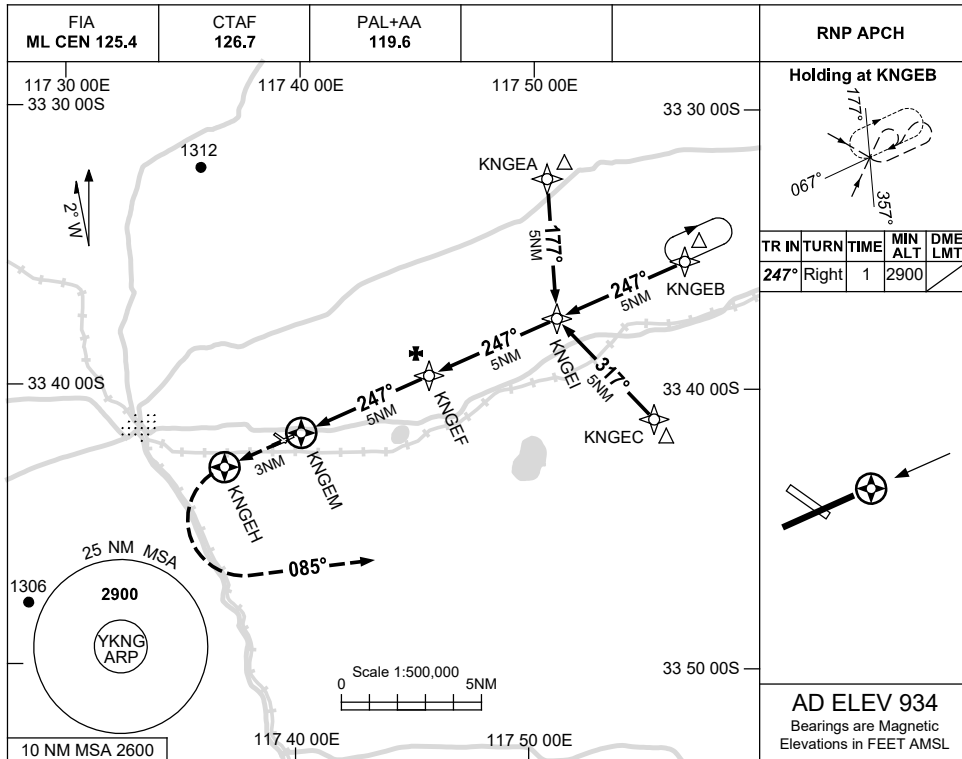 FIA
ML CEN 125.4
CTAF
126.7
PAL+AA
119.6
RNP APCH
117 30 00E
117 40 00E
117 50 00E
33 30 00S
33 30 00S
1312
2° W
KNGEA
177°
5NM
KNGEB
247°
5NM
KNGEI
247°
5NM
317°
5NM
KNGEC
33 40 00S
33 40 00S
KNGEF
247°
5NM
KNGEM
3NM
KNGEH
085°
25 NM MSA
1306
2900
YKNG
ARP
10 NM MSA 2600
Scale 1:500,000
0
5NM
33 50 00S
117 40 00E
117 50 00E
Holding at KNGEB
177°
067°
357°
TR IN TURN TIME MIN ALT DME LMT
247° Right 1 2900
AD ELEV 934
Bearings are Magnetic
Elevations in FEET AMSL